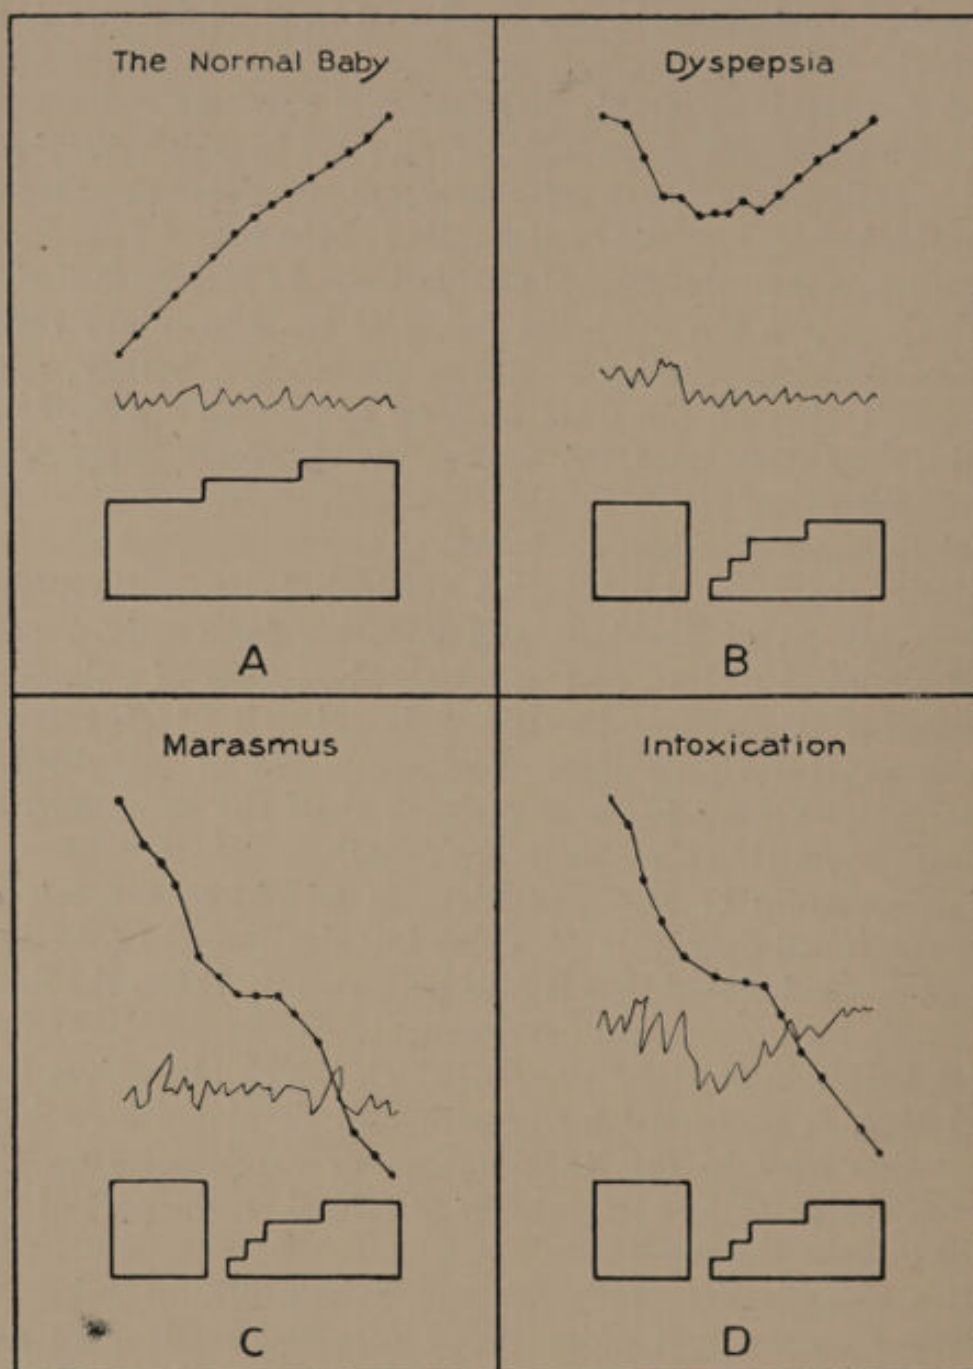 The Normal Baby
Dyspepsia
A
B
Marasmus
Intoxication
C
D